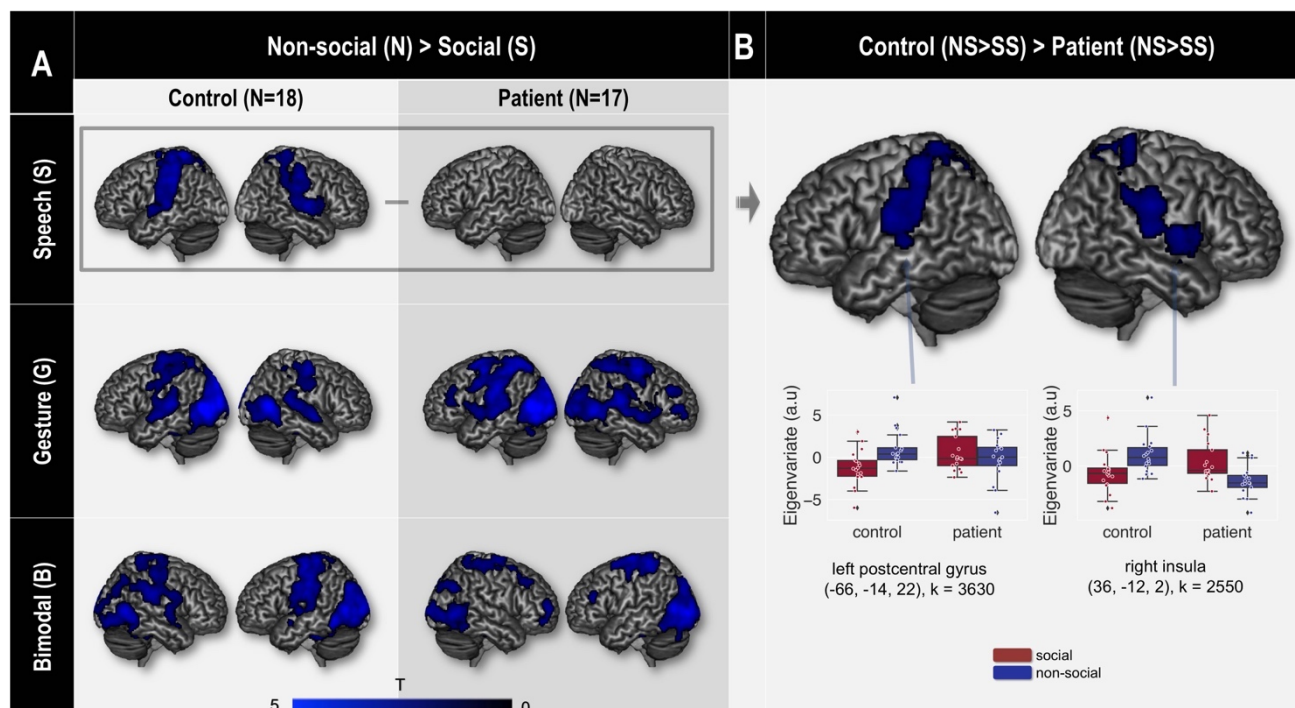 A
Non-social (N) > Social (S)
B
Control (NS>SS) > Patient (NS>SS)
Control (N=18)
Patient (N=17)
Speech (S)
Gesture (G)
Bimodal (B)
T
5
0
Eigenvariate (a.u)
5
0
−5
control
patient
left postcentral gyrus
(-66, -14, 22), k = 3630
Eigenvariate (a.u)
5
0
control
patient
right insula
(36, -12, 2), k = 2550
social
non-social